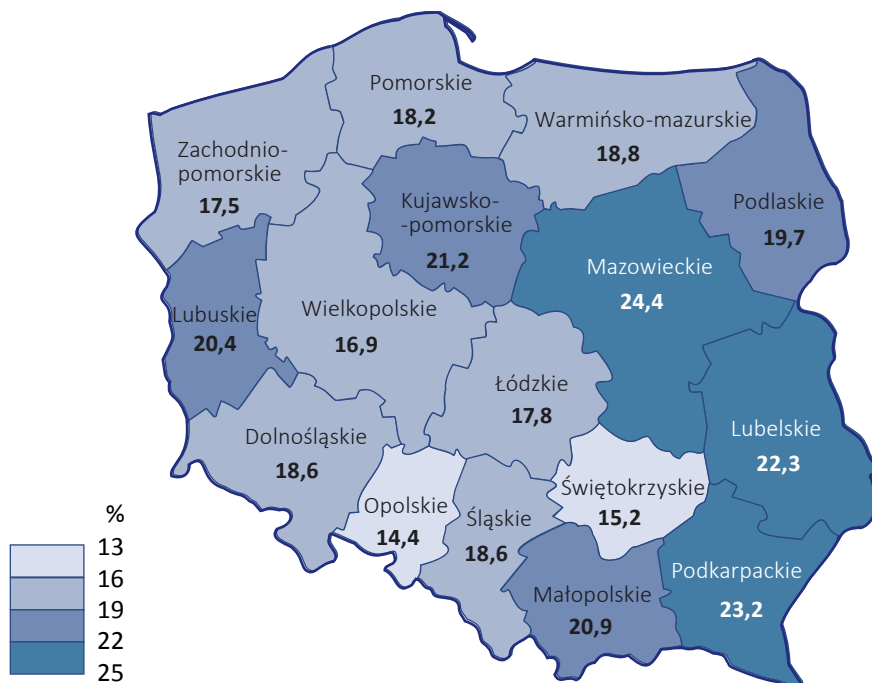 Pomorskie
18,2
Warmińsko-mazurskie
18,8
Zachodnio-
pomorskie
17,5
Kujawsko-
-pomorskie
21,2
Podlaskie
19,7
Mazowieckie
24,4
Lubuskie
20,4
Wielkopolskie
16,9
Łódzkie
17,8
Lubelskie
22,3
Dolnośląskie
18,6
Opolskie
14,4
Śląskie
18,6
Świętokrzyskie
15,2
Małopolskie
20,9
Podkarpackie
23,2
%
13
16
19
22
25